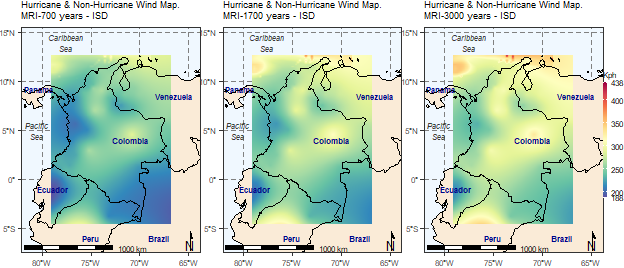 Hurricane & Non-Hurricane Wind Map.
MRI-700 years - ISD
15°N
10°N
5°N
0°
5°S
80°W 75°W 70°W 65°W
Caribbean
Sea
Panama
Venezuela
Pacific
Sea
Colombia
Ecuador
Peru
Brazil
1000 km
N
Hurricane & Non-Hurricane Wind Map.
MRI-1700 years - ISD
15°N
10°N
5°N
0°
5°S
80°W 75°W 70°W 65°W
Caribbean
Sea
Panama
Venezuela
Pacific
Sea
Colombia
Ecuador
Peru
Brazil
1000 km
N
Hurricane & Non-Hurricane Wind Map.
MRI-3000 years - ISD
15°N
10°N
5°N
0°
5°S
80°W 75°W 70°W 65°W
Caribbean
Sea
Panama
Venezuela
Pacific
Sea
Colombia
Ecuador
Peru
Brazil
1000 km
N
Kph
438
400
350
300
250
200
188